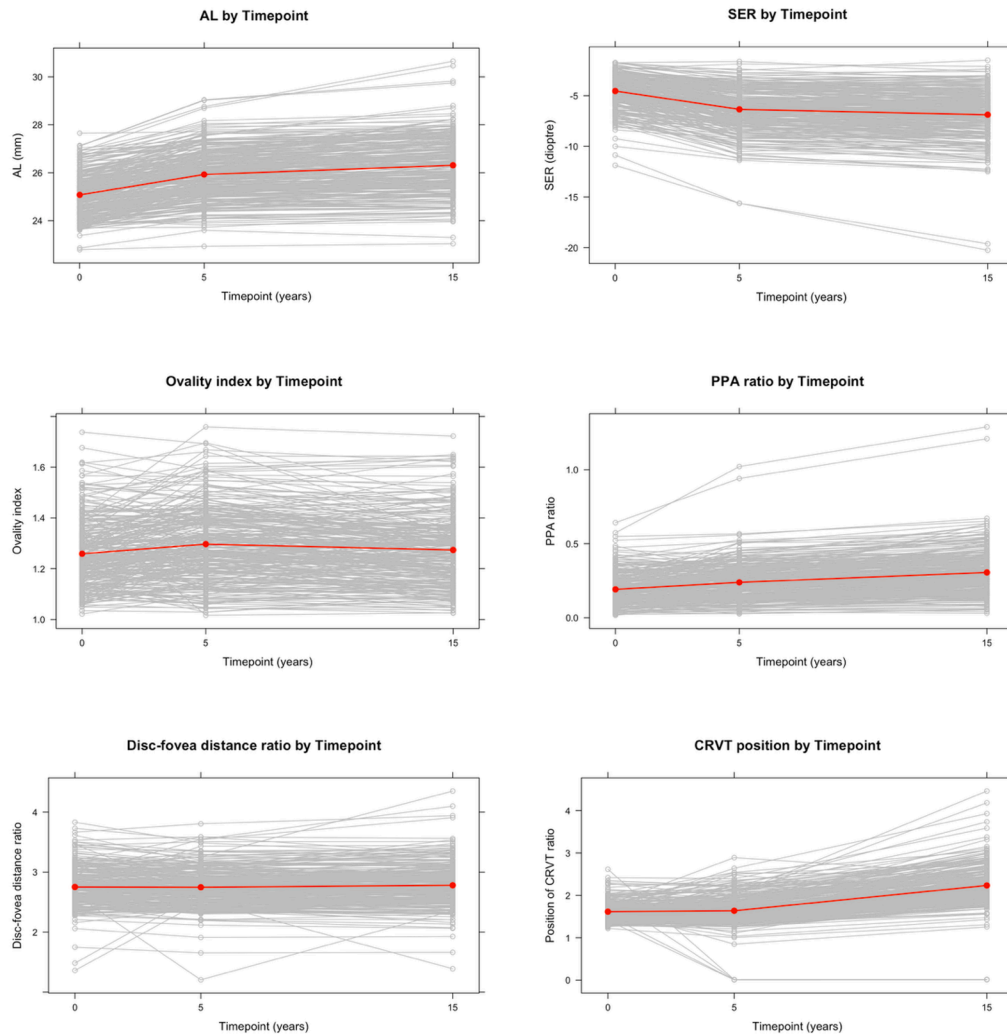 AL by Timepoint
AL (mm)
30
28
26
24
0
5
15
Timepoint (years)
SER by Timepoint
SER (dioptre)
-5
-10
-15
-20
0
5
15
Timepoint (years)
Ovality index by Timepoint
Ovality index
1.6
1.4
1.2
1.0
0
5
15
Timepoint (years)
PPA ratio by Timepoint
PPA ratio
1.0
0.5
0.0
0
5
15
Timepoint (years)
Disc-fovea distance ratio by Timepoint
Disc-fovea distance ratio
4
3
2
0
5
15
Timepoint (years)
CRVT position by Timepoint
Position of CRVT ratio
4
3
2
1
0
0
5
15
Timepoint (years)